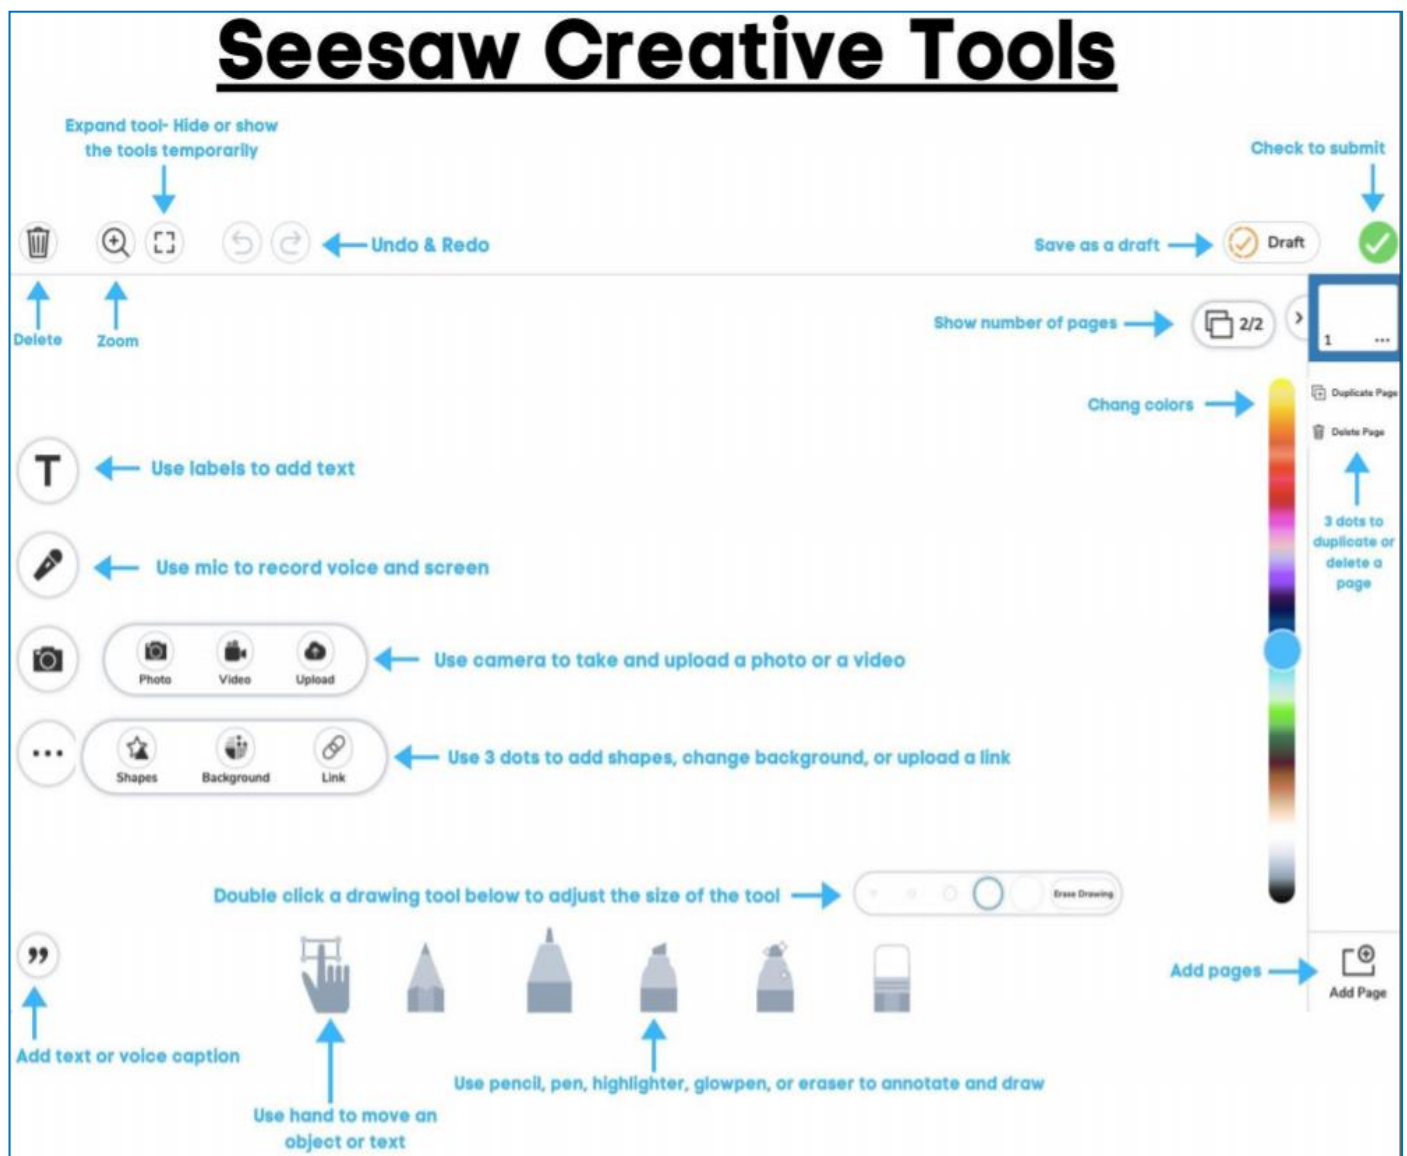 Seesaw Creative Tools
Expand tool- Hide or show
the tools temporarily
Check to submit
Undo & Redo
Save as a draft
Draft
Delete
Zoom
Show number of pages
2/2
1
Chang colors
Duplicate Page
Delete Page
3 dots to
duplicate or
delete a
page
T
Use labels to add text
Use mic to record voice and screen
Photo
Video
Upload
Use camera to take and upload a photo or a video
Shapes
Background
Link
Use 3 dots to add shapes, change background, or upload a link
Double click a drawing tool below to adjust the size of the tool
Erase Drawing
Add pages
Add Page
Add text or voice caption
Use pencil, pen, highlighter, glowpen, or eraser to annotate and draw
Use hand to move an
object or text